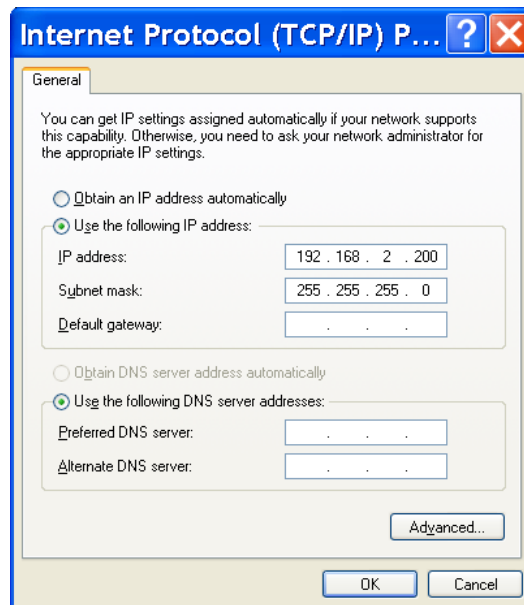 Internet Protocol (TCP/IP) P... ?
General
You can get IP settings assigned automatically if your network supports
this capability. Otherwise, you need to ask your network administrator for
the appropriate IP settings.
Obtain an IP address automatically
Use the following IP address:
IP address: 192 . 168 . 2 . 200
Subnet mask: 255 . 255 . 255 . 0
Default gateway: . . .
Obtain DNS server address automatically
Use the following DNS server addresses:
Preferred DNS server: . . .
Alternate DNS server: . . .
Advanced...
OK Cancel